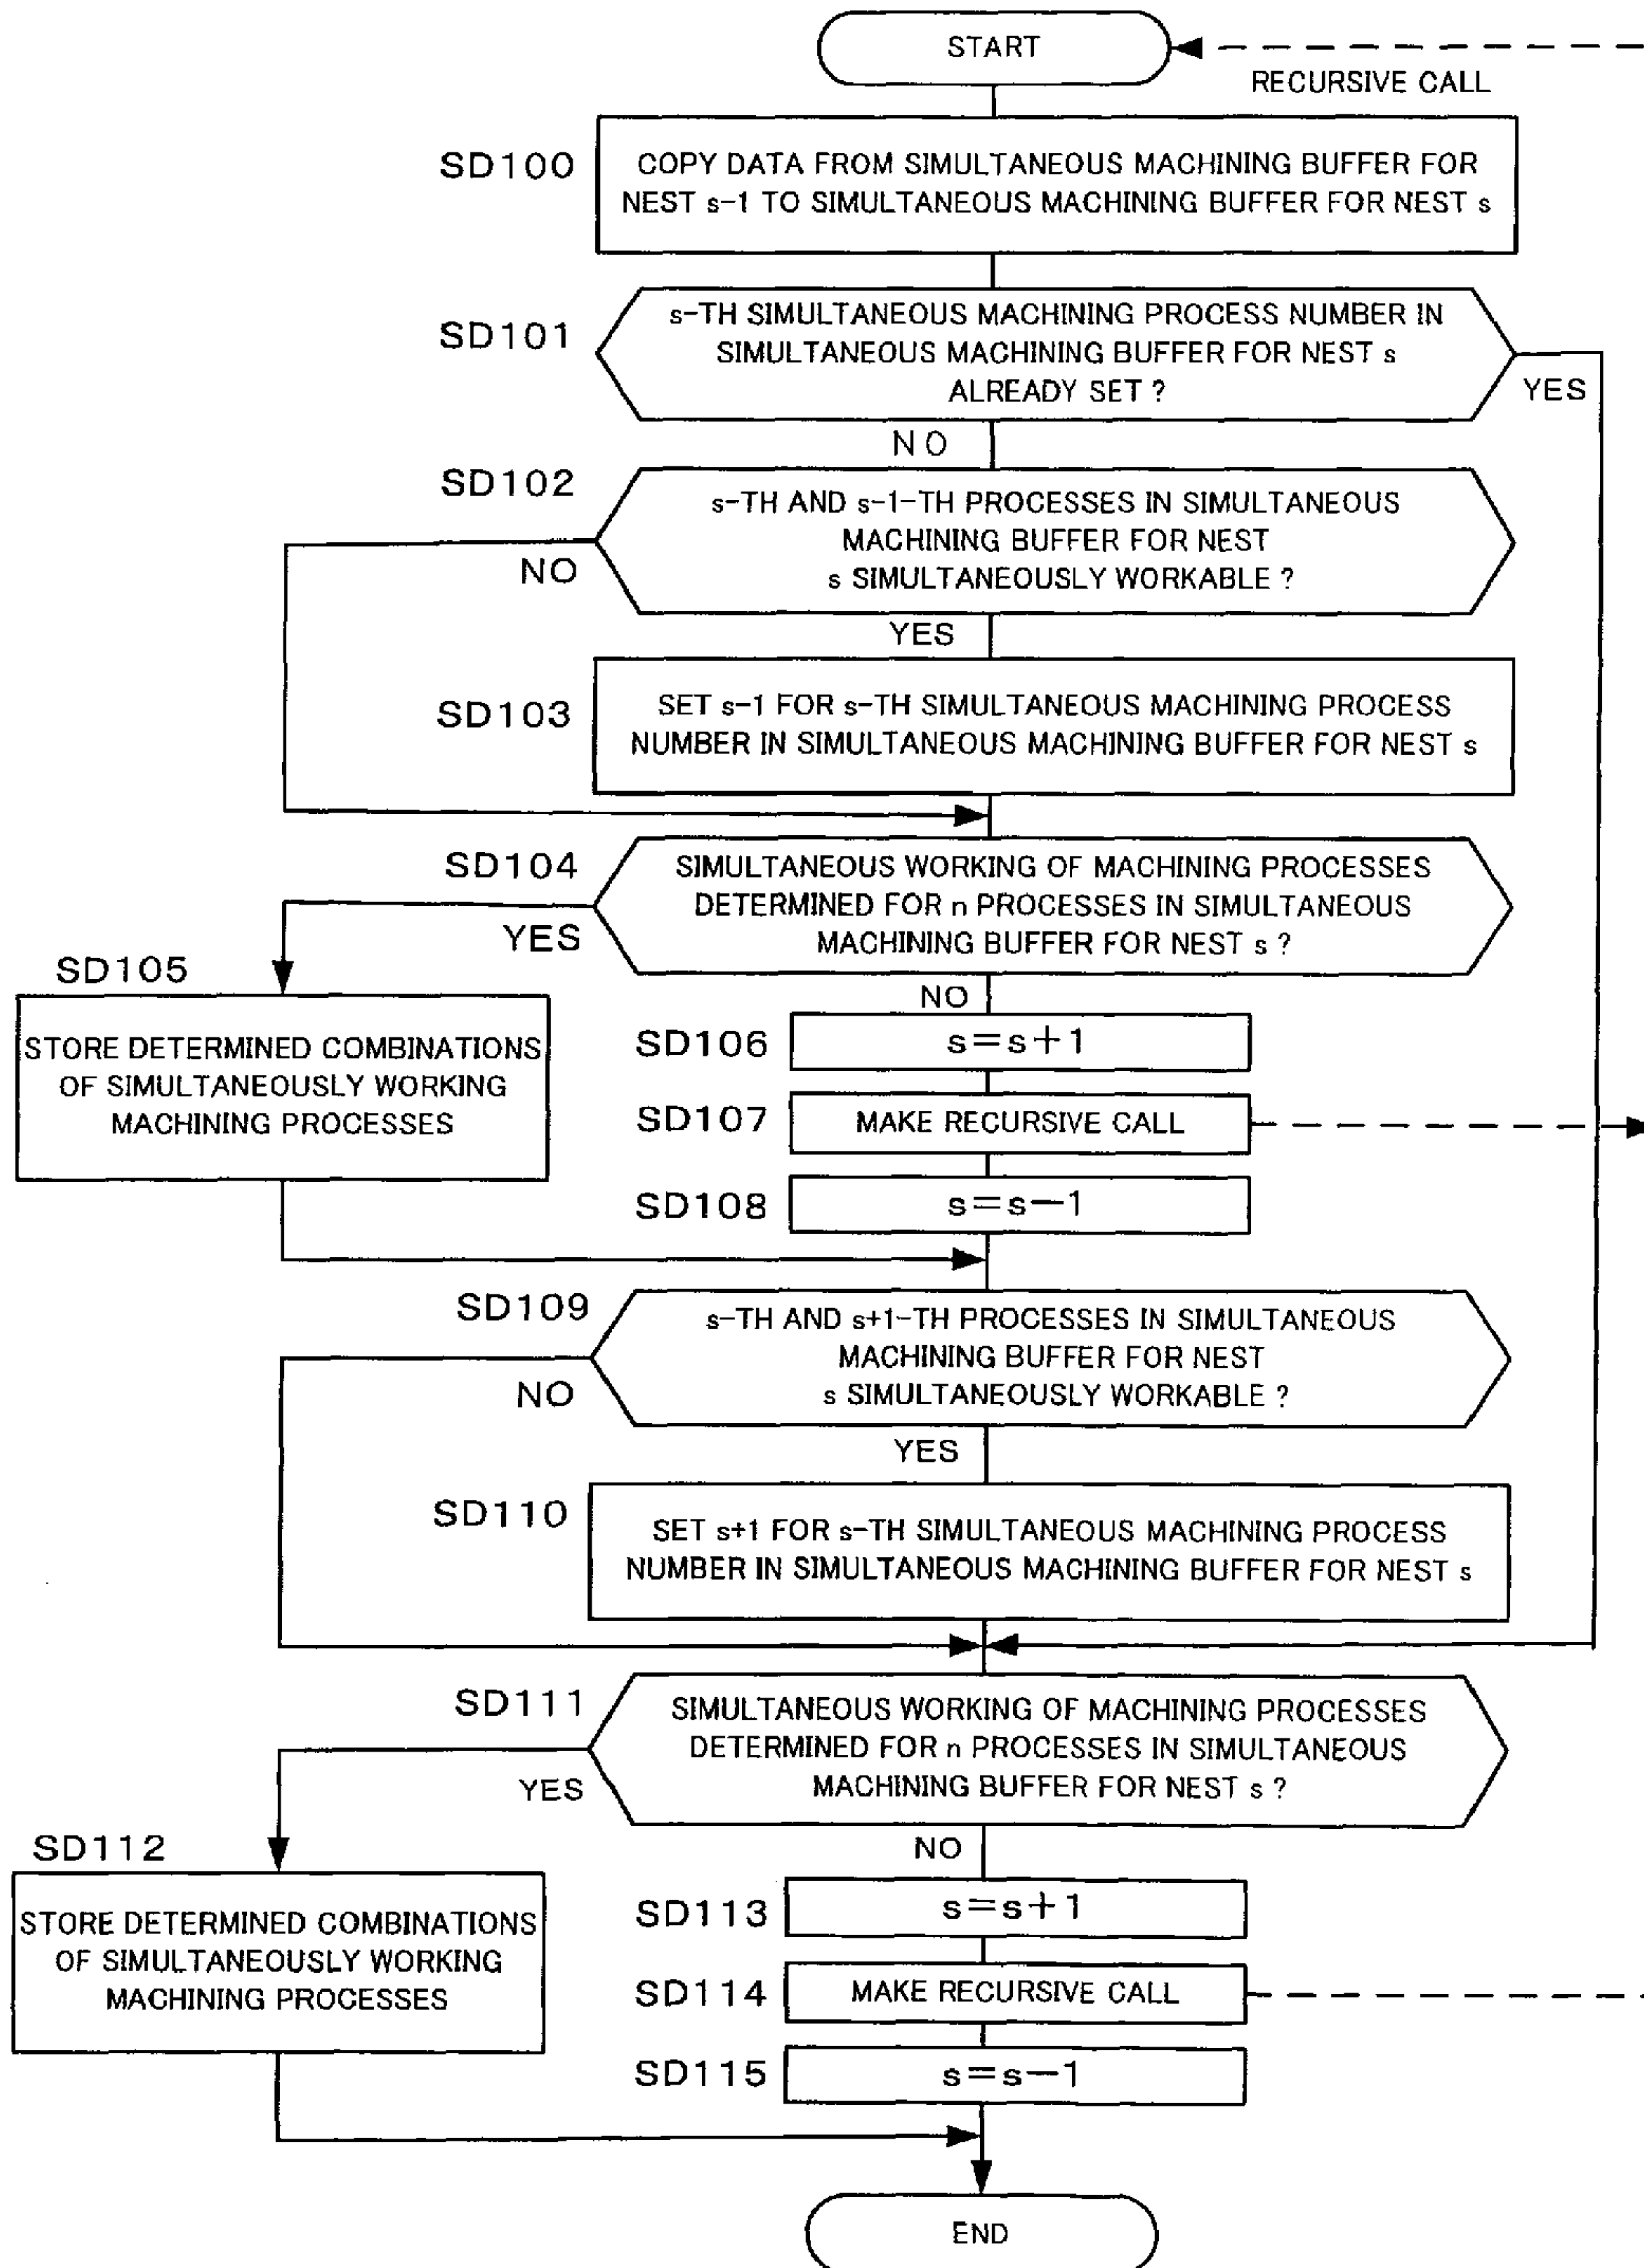 START
RECURSIVE CALL
SD100
COPY DATA FROM SIMULTANEOUS MACHINING BUFFER FOR
NEST s-1 TO SIMULTANEOUS MACHINING BUFFER FOR NEST s
SD101
s-TH SIMULTANEOUS MACHINING PROCESS NUMBER IN
SIMULTANEOUS MACHINING BUFFER FOR NEST s
ALREADY SET ?
YES
NO
SD102
s-TH AND s-1-TH PROCESSES IN SIMULTANEOUS
MACHINING BUFFER FOR NEST
s SIMULTANEOUSLY WORKABLE ?
NO
YES
SD103
SET s-1 FOR s-TH SIMULTANEOUS MACHINING PROCESS
NUMBER IN SIMULTANEOUS MACHINING BUFFER FOR NEST s
SD104
SIMULTANEOUS WORKING OF MACHINING PROCESSES
DETERMINED FOR n PROCESSES IN SIMULTANEOUS
MACHINING BUFFER FOR NEST s ?
YES
NO
SD105
STORE DETERMINED COMBINATIONS
OF SIMULTANEOUSLY WORKING
MACHINING PROCESSES
SD106
s=s+1
SD107
MAKE RECURSIVE CALL
SD108
s=s-1
SD109
s-TH AND s+1-TH PROCESSES IN SIMULTANEOUS
MACHINING BUFFER FOR NEST
s SIMULTANEOUSLY WORKABLE ?
NO
YES
SD110
SET s+1 FOR s-TH SIMULTANEOUS MACHINING PROCESS
NUMBER IN SIMULTANEOUS MACHINING BUFFER FOR NEST s
SD111
SIMULTANEOUS WORKING OF MACHINING PROCESSES
DETERMINED FOR n PROCESSES IN SIMULTANEOUS
MACHINING BUFFER FOR NEST s ?
YES
NO
SD112
STORE DETERMINED COMBINATIONS
OF SIMULTANEOUSLY WORKING
MACHINING PROCESSES
SD113
s=s+1
SD114
MAKE RECURSIVE CALL
SD115
s=s-1
END